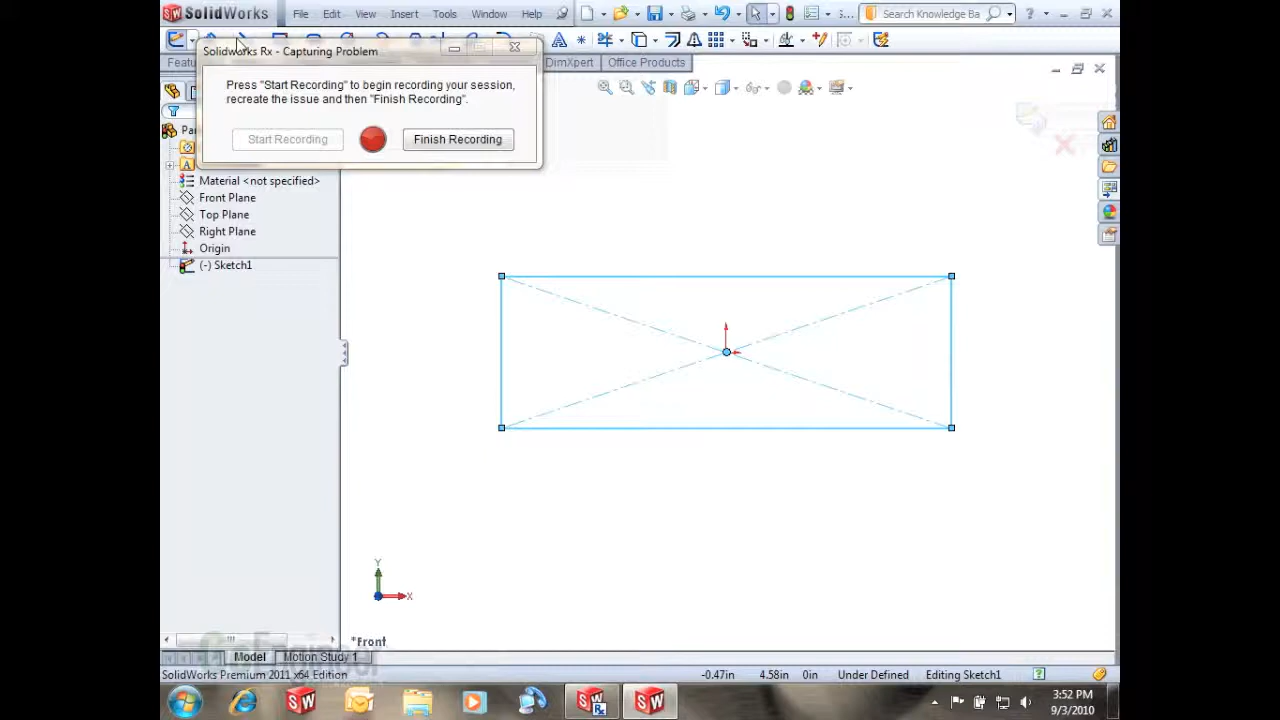 SolidWorks
File Edit View Insert Tools Window Help
Search Knowledge Ba
Solidworks Rx - Capturing Problem
Press "Start Recording" to begin recording your session,
recreate the issue and then "Finish Recording".
Start Recording
Finish Recording
Featu
DimXpert
Office Products
Pa
A
Material <not specified>
Front Plane
Top Plane
Right Plane
Origin
(-) Sketch1
Y
X
*Front
Model
Motion Study 1
SolidWorks Premium 2011 x64 Edition
-0.47in
4.58in
0in
Under Defined
Editing Sketch1
3:52 PM
9/3/2010